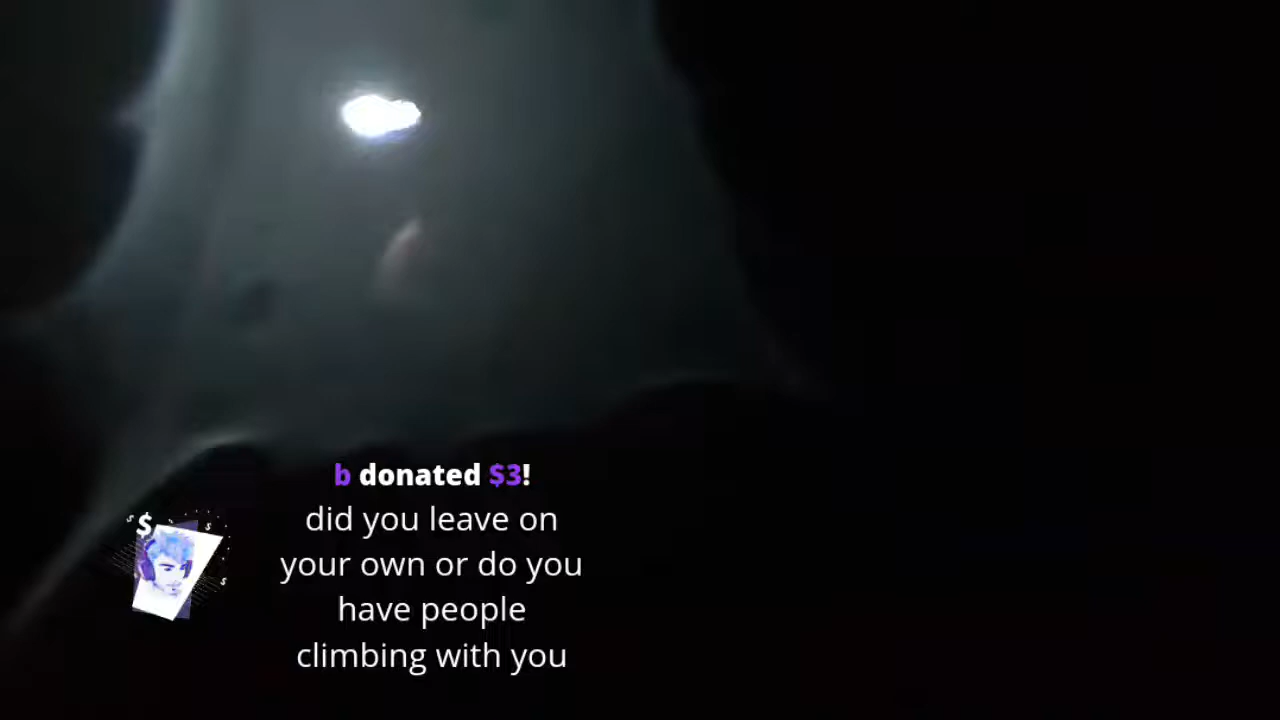 b donated $3!
did you leave on
your own or do you
have people
climbing with you